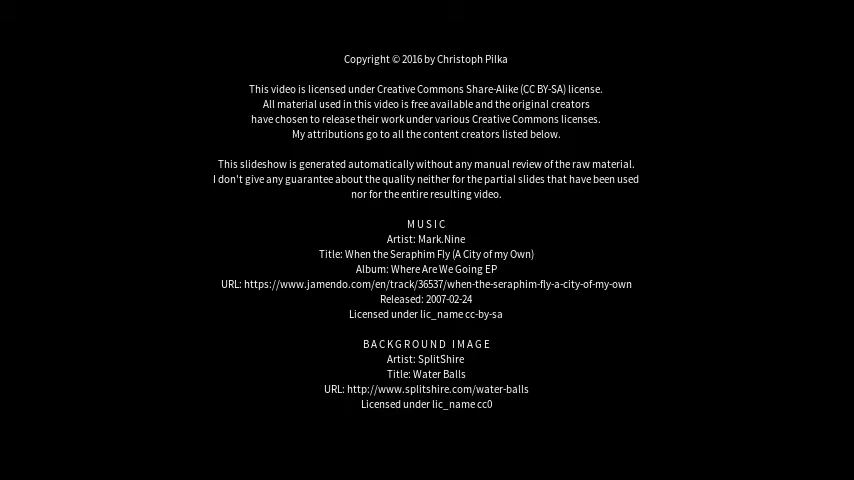 Copyright © 2016 by Christoph Pilka
This video is licensed under Creative Commons Share-Alike (CC BY-SA) license.
All material used in this video is free available and the original creators
have chosen to release their work under various Creative Commons licenses.
My attributions go to all the content creators listed below.
This slideshow is generated automatically without any manual review of the raw material.
I don't give any guarantee about the quality neither for the partial slides that have been used
nor for the entire resulting video.
MUSIC
Artist: Mark.Nine
Title: When the Seraphim Fly (A City of my Own)
Album: Where Are We Going EP
URL: https://www.jamendo.com/en/track/36537/when-the-seraphim-fly-a-city-of-my-own
Released: 2007-02-24
Licensed under lic_name cc-by-sa
BACKGROUND IMAGE
Artist: SplitShire
Title: Water Balls
URL: http://www.splitshire.com/water-balls
Licensed under lic_name cc0